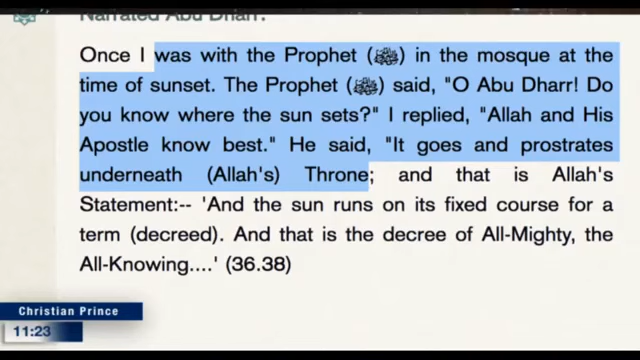 Narrated Abu Dharr:
Once I was with the Prophet (ﷺ) in the mosque at the
time of sunset. The Prophet (ﷺ) said, "O Abu Dharr! Do
you know where the sun sets?" I replied, "Allah and His
Apostle know best." He said, "It goes and prostrates
underneath (Allah's) Throne; and that is Allah's
Statement:-- 'And the sun runs on its fixed course for a
term (decreed). And that is the decree of All-Mighty, the
All-Knowing....' (36.38)
Christian Prince
11:23